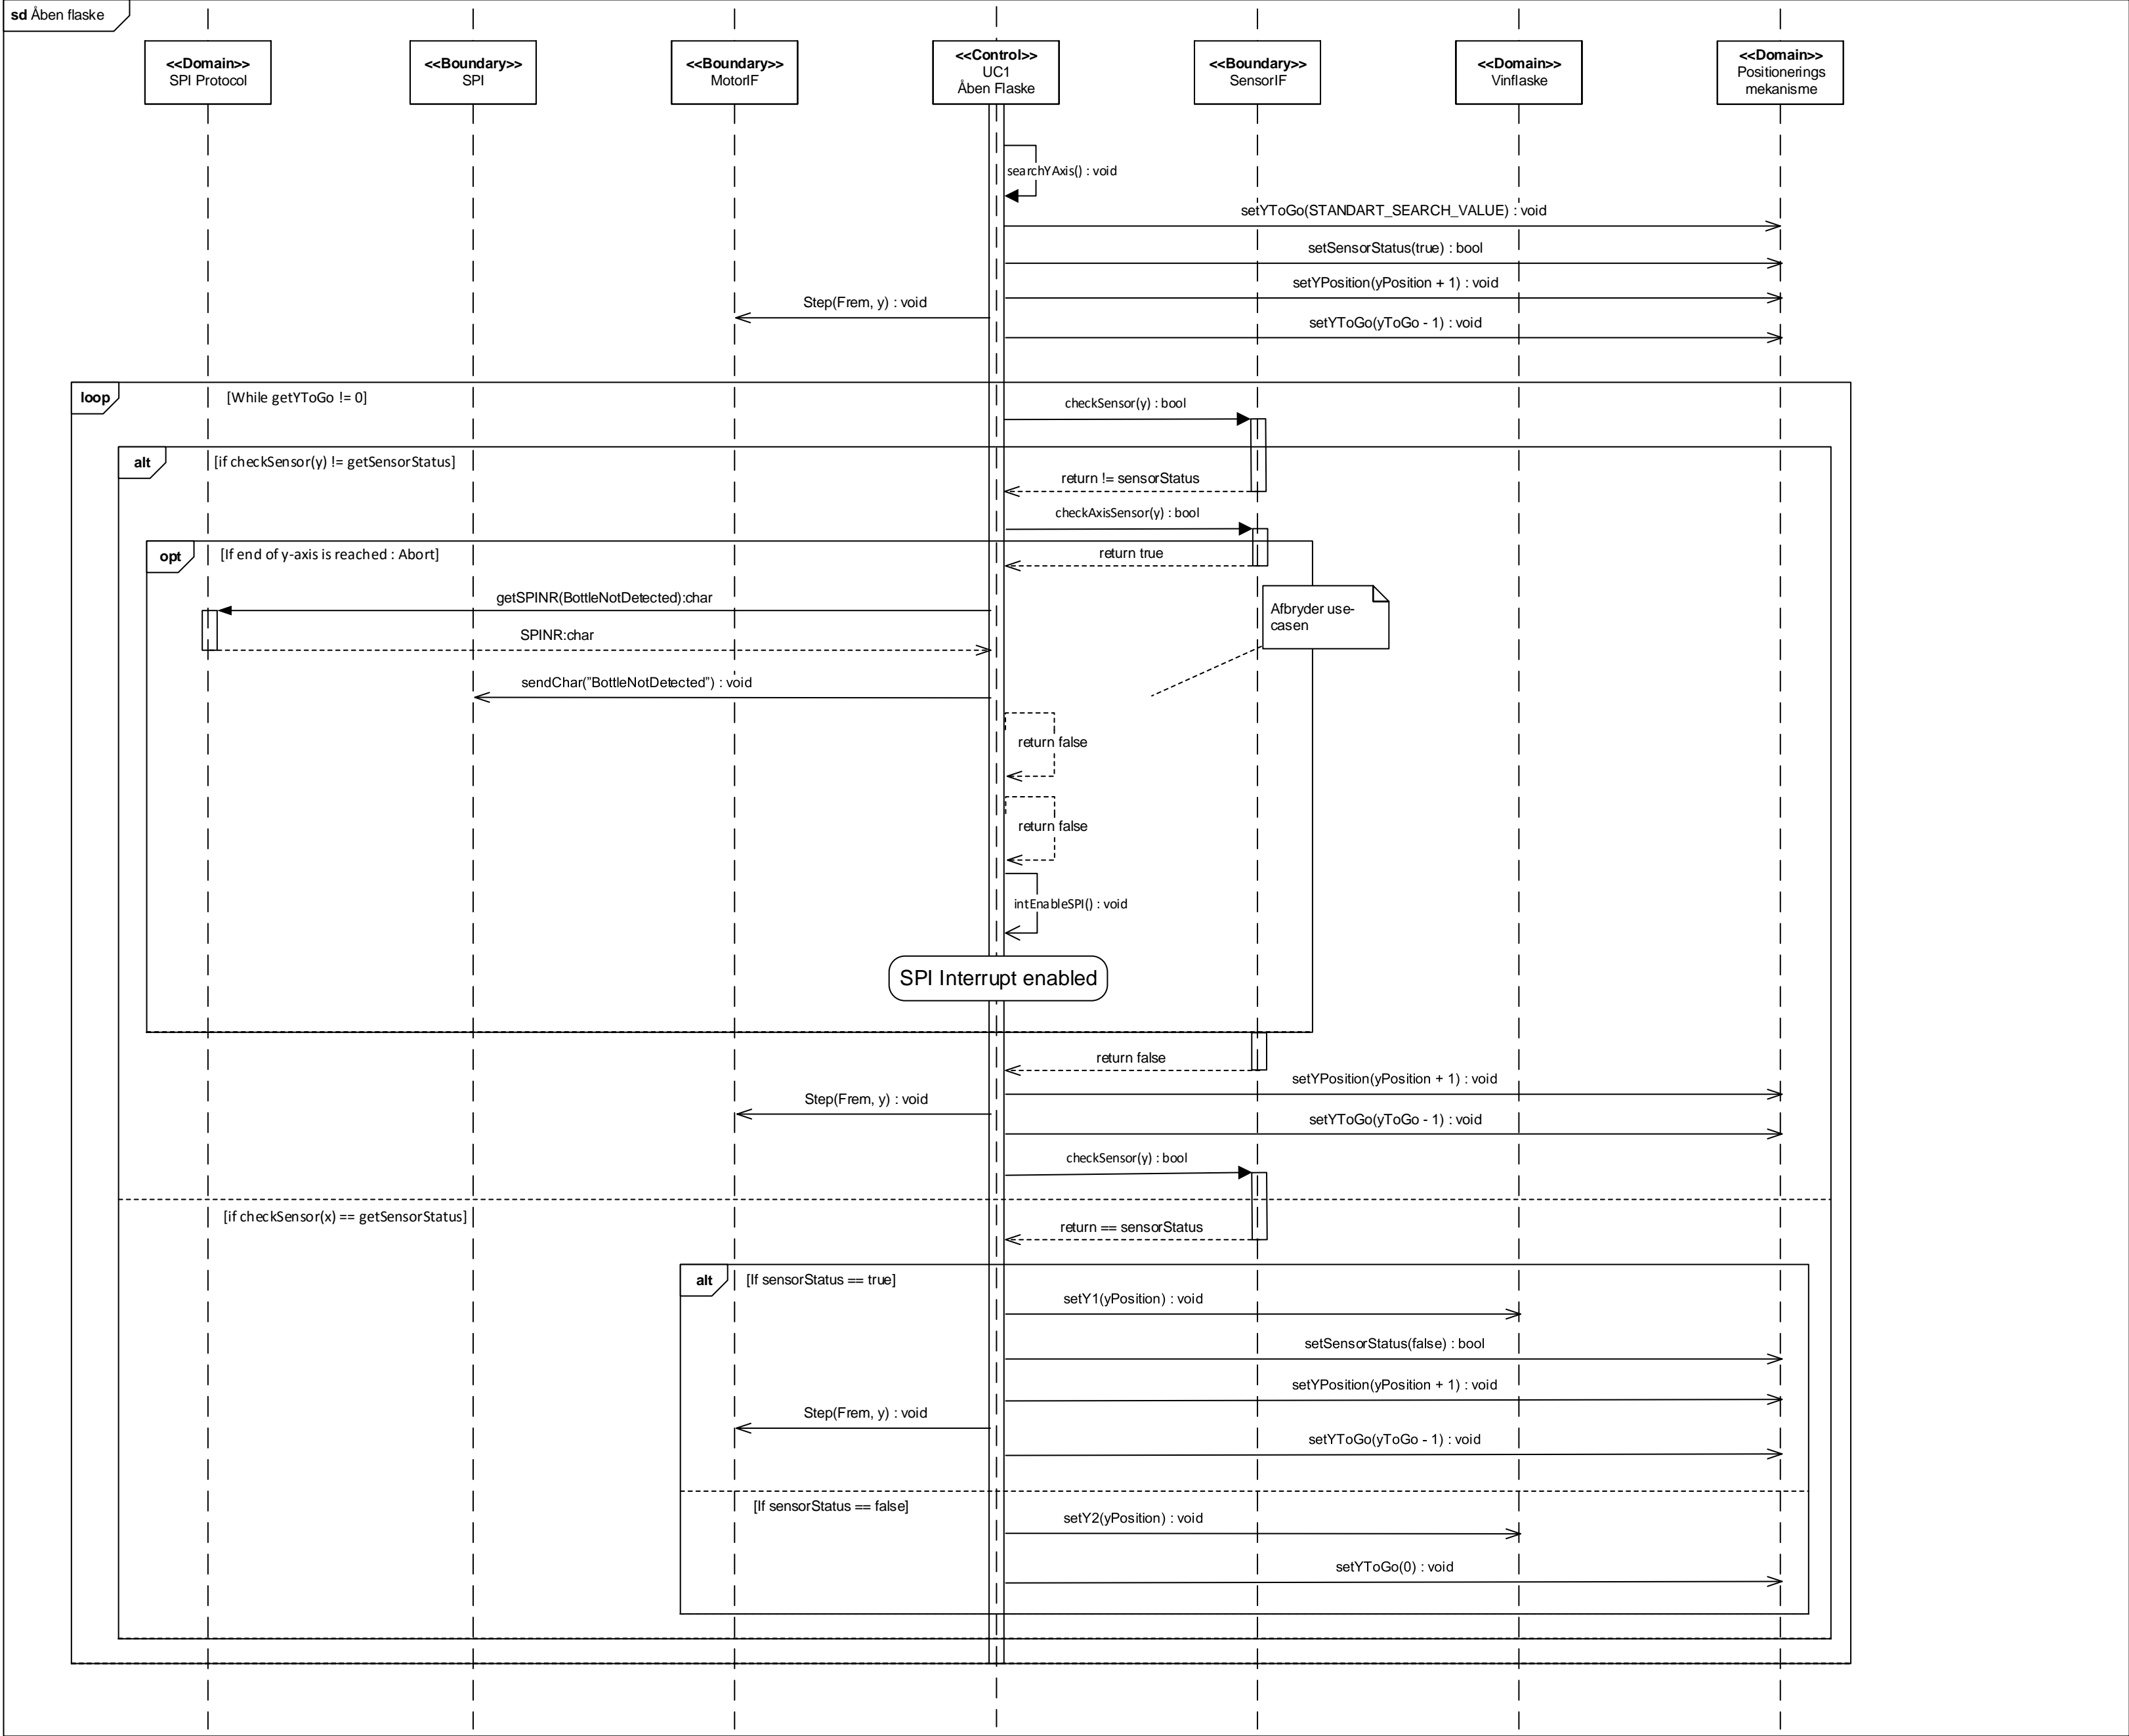 sd Åben flaske
<<Domain>>
SPI Protocol
<<Boundary>>
SPI
<<Boundary>>
MotorIF
<<Control>>
UC1
Åben Flaske
<<Boundary>>
SensorIF
<<Domain>>
Vinflaske
<<Domain>>
Positionerings
mekanisme
searchYAxis() : void
setYToGo(STANDART_SEARCH_VALUE) : void
setSensorStatus(true) : bool
setYPosition(yPosition + 1) : void
Step(Frem, y) : void
setYToGo(yToGo - 1) : void
loop
[While getYToGo != 0]
checkSensor(y) : bool
alt
[if checkSensor(y) != getSensorStatus]
return != sensorStatus
checkAxisSensor(y) : bool
opt
[If end of y-axis is reached : Abort]
return true
getSPINR(BottleNotDetected):char
Afbryder use-
casen
SPINR:char
sendChar("BottleNotDetected") : void
return false
return false
intEnableSPI() : void
SPI Interrupt enabled
return false
setYPosition(yPosition + 1) : void
Step(Frem, y) : void
setYToGo(yToGo - 1) : void
checkSensor(y) : bool
[if checkSensor(x) == getSensorStatus]
return == sensorStatus
alt
[If sensorStatus == true]
setY1(yPosition) : void
setSensorStatus(false) : bool
setYPosition(yPosition + 1) : void
Step(Frem, y) : void
setYToGo(yToGo - 1) : void
[If sensorStatus == false]
setY2(yPosition) : void
setYToGo(0) : void